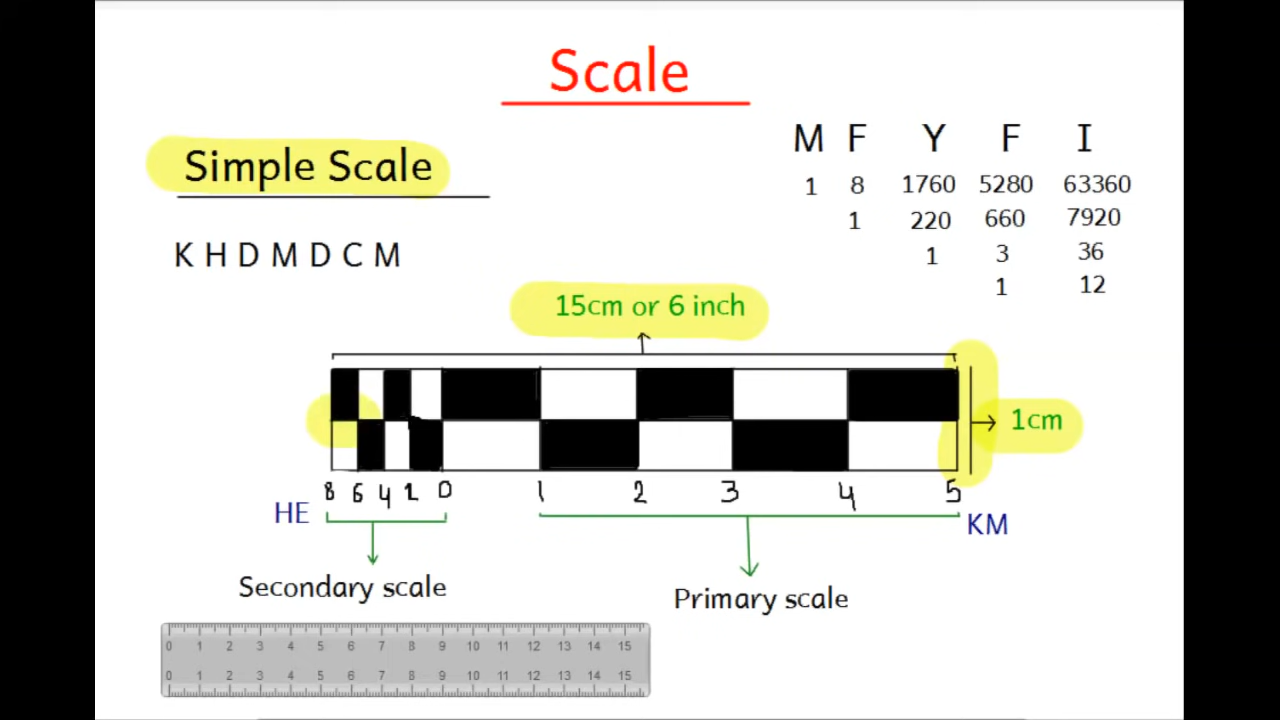 Scale
Simple Scale
M F Y F I
1 8 1760 5280 63360
1 220 660 7920
1 3 36
1 12
K H D M D C M
15cm or 6 inch
1cm
8 6 4 2 0 1 2 3 4 5
HE
KM
Secondary scale
Primary scale
0 1 2 3 4 5 6 7 8 9 10 11 12 13 14 15
0 1 2 3 4 5 6 7 8 9 10 11 12 13 14 15